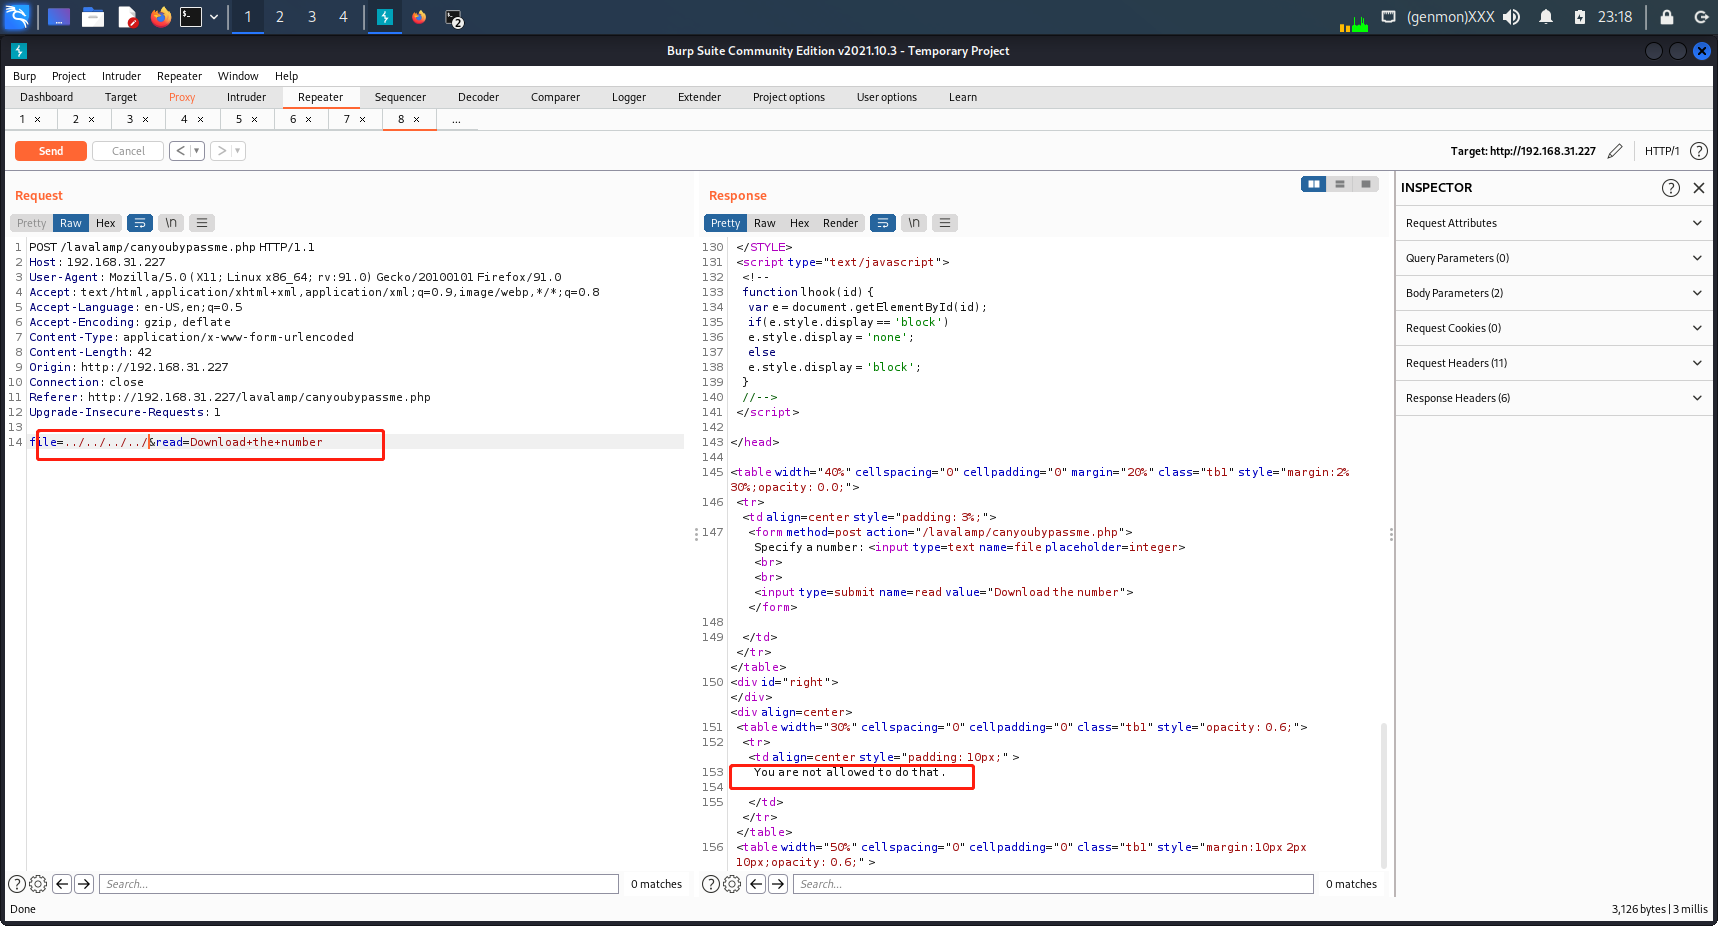 1 2 3 4 2 (genmon)XXX 23:18
Burp Suite Community Edition v2021.10.3 - Temporary Project
Burp Project Intruder Repeater Window Help
Dashboard Target Proxy Intruder Repeater Sequencer Decoder Comparer Logger Extender Project options User options Learn
1 × 2 × 3 × 4 × 5 × 6 × 7 × 8 × ...
Send Cancel < > Target: http://192.168.31.227 HTTP/1 ?
Request
Pretty Raw Hex \n
1 POST /lavalamp/canyoubypassme.php HTTP/1.1
2 Host: 192.168.31.227
3 User-Agent: Mozilla/5.0 (X11; Linux x86_64; rv:91.0) Gecko/20100101 Firefox/91.0
4 Accept: text/html,application/xhtml+xml,application/xml;q=0.9,image/webp,*/*;q=0.8
5 Accept-Language: en-US,en;q=0.5
6 Accept-Encoding: gzip, deflate
7 Content-Type: application/x-www-form-urlencoded
8 Content-Length: 42
9 Origin: http://192.168.31.227
10 Connection: close
11 Referer: http://192.168.31.227/lavalamp/canyoubypassme.php
12 Upgrade-Insecure-Requests: 1
13
14 file=../../../../&read=Download+the+number
? Search... 0 matches
Response
Pretty Raw Hex Render \n
130 </STYLE>
131 <script type="text/javascript">
132 <!--
133 function lhook(id) {
134 var e = document.getElementById(id);
135 if(e.style.display == 'block')
136 e.style.display = 'none';
137 else
138 e.style.display = 'block';
139 }
140 //-->
141 </script>
142
143 </head>
144
145 <table width="40%" cellspacing="0" cellpadding="0" margin="20%" class="tb1" style="margin:2%
30%;opacity: 0.0;">
146 <tr>
<td align=center style="padding: 3%;">
147 <form method=post action="/lavalamp/canyoubypassme.php">
Specify a number: <input type=text name=file placeholder=integer>
<br>
<br>
<input type=submit name=read value="Download the number">
</form>
148
149 </td>
</tr>
</table>
150 <div id="right">
</div>
<div align=center>
151 <table width="30%" cellspacing="0" cellpadding="0" class="tb1" style="opacity: 0.6;">
152 <tr>
<td align=center style="padding: 10px;" >
153 You are not allowed to do that.
154
155 </td>
</tr>
</table>
156 <table width="50%" cellspacing="0" cellpadding="0" class="tb1" style="margin:10px 2px
10px;opacity: 0.6;" >
? Search... 0 matches
INSPECTOR ?
Request Attributes
Query Parameters (0)
Body Parameters (2)
Request Cookies (0)
Request Headers (11)
Response Headers (6)
Done
3,126 bytes | 3 millis